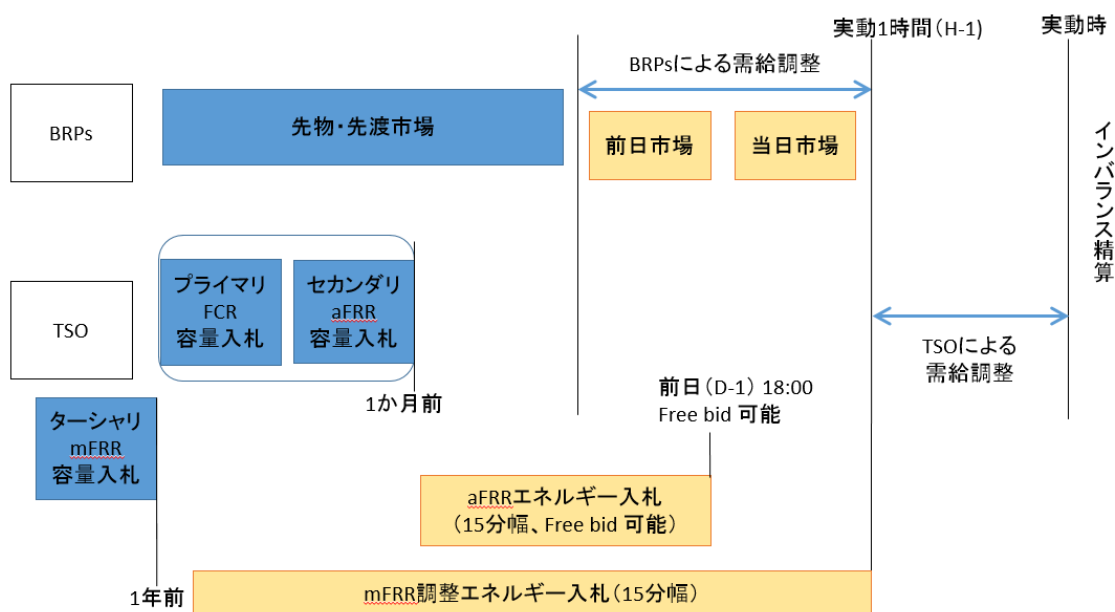 実動1時間(H-1)
実動時
BRPsによる需給調整
BRPs
先物・先渡市場
前日市場
当日市場
インバランス精算
プライマリ
FCR
容量入札
セカンダリ
aFRR
容量入札
TSO
TSOによる
需給調整
1か月前
前日(D-1) 18:00
Free bid 可能
ターシャリ
mFRR
容量入札
aFRRエネルギー入札
(15分幅、Free bid 可能)
1年前
mFRR調整エネルギー入札(15分幅)